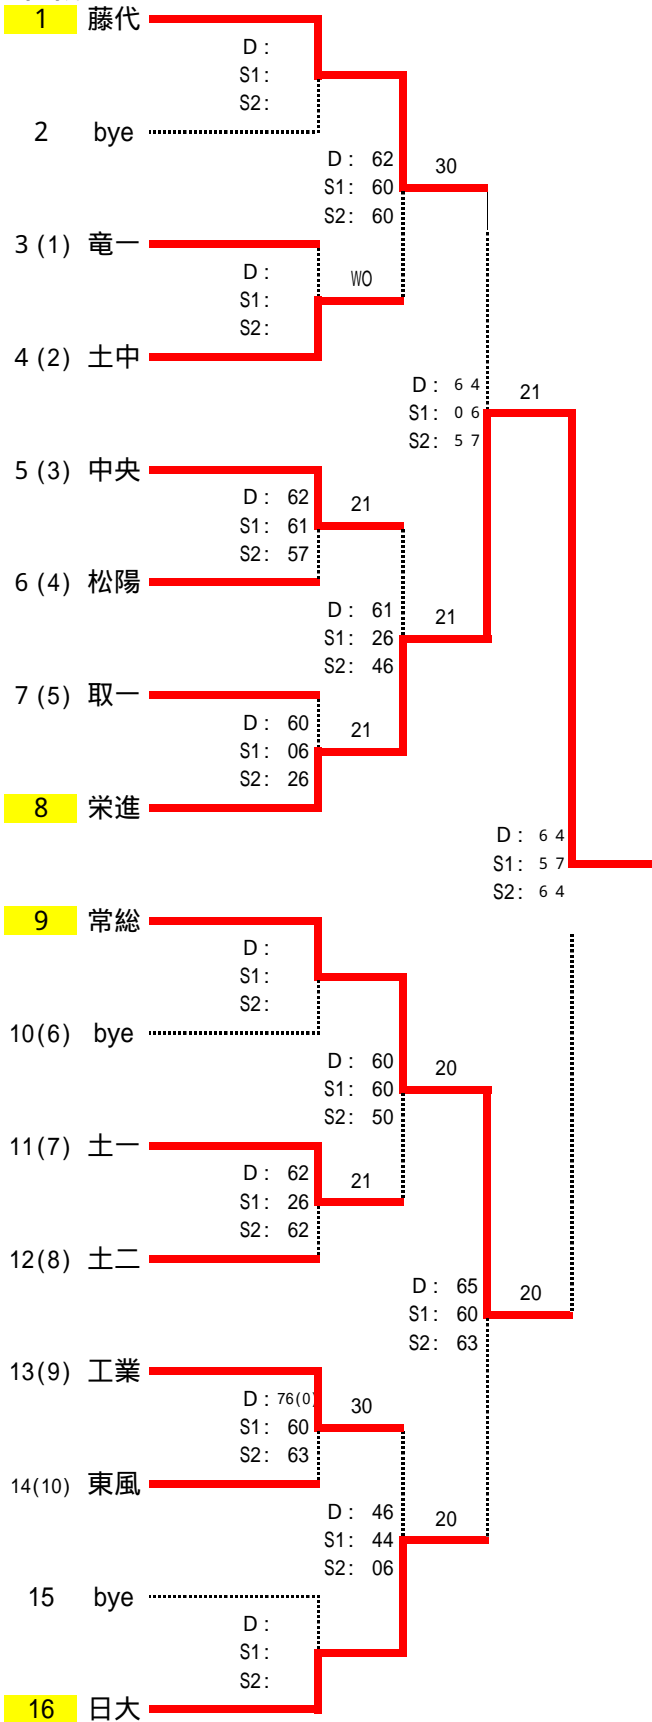 1 藤代
D:
S1:
S2:
2 bye
D: 62
S1: 60
S2: 60
30
3 (1) 竜一
D:
S1:
S2:
WO
4 (2) 土中
D: 6 4
S1: 0 6
S2: 5 7
21
5 (3) 中央
D: 62
S1: 61
S2: 57
21
6 (4) 松陽
D: 61
S1: 26
S2: 46
21
7 (5) 取一
D: 60
S1: 06
S2: 26
21
8 栄進
D: 6 4
S1: 5 7
S2: 6 4
9 常総
D:
S1:
S2:
10(6) bye
D: 60
S1: 60
S2: 50
20
11(7) 土一
D: 62
S1: 26
S2: 62
21
12(8) 土二
D: 65
S1: 60
S2: 63
20
13(9) 工業
D: 76(0)
S1: 60
S2: 63
30
14(10) 東風
D: 46
S1: 44
S2: 06
20
15 bye
D:
S1:
S2:
16 日大